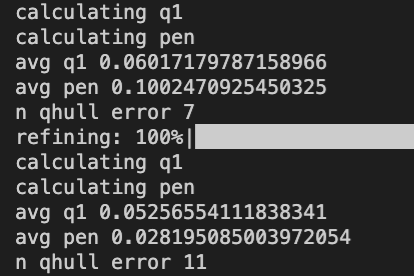 calculating q1
calculating pen
avg q1 0.06017179787158966
avg pen 0.1002470925450325
n qhull error 7
refining: 100%|
calculating q1
calculating pen
avg q1 0.05256554111838341
avg pen 0.028195085003972054
n qhull error 11